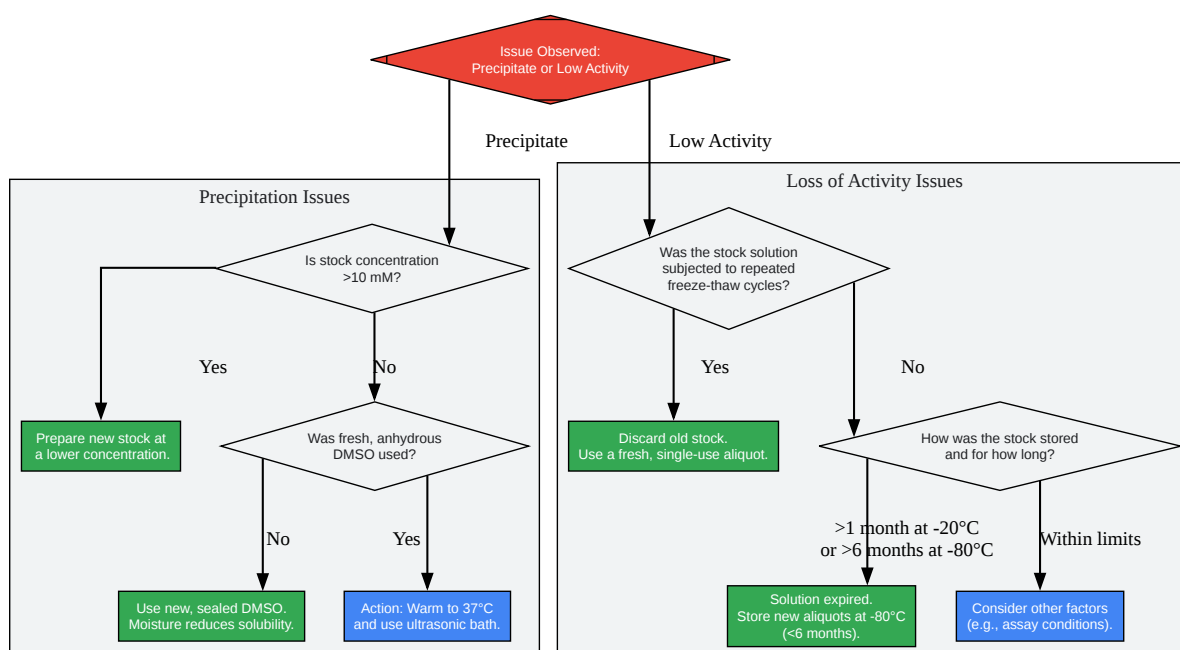 Issue Observed:
Precipitate or Low Activity
Precipitate
Low Activity
Precipitation Issues
Loss of Activity Issues
Is stock concentration
>10 mM?
Was the stock solution
subjected to repeated
freeze-thaw cycles?
Yes
No
Yes
No
Prepare new stock at
a lower concentration.
Was fresh, anhydrous
DMSO used?
Discard old stock.
Use a fresh, single-use aliquot.
How was the stock stored
and for how long?
No
Yes
>1 month at -20°C
or >6 months at -80°C
Within limits
Use new, sealed DMSO.
Moisture reduces solubility.
Action: Warm to 37°C
and use ultrasonic bath.
Solution expired.
Store new aliquots at -80°C
(<6 months).
Consider other factors
(e.g., assay conditions).